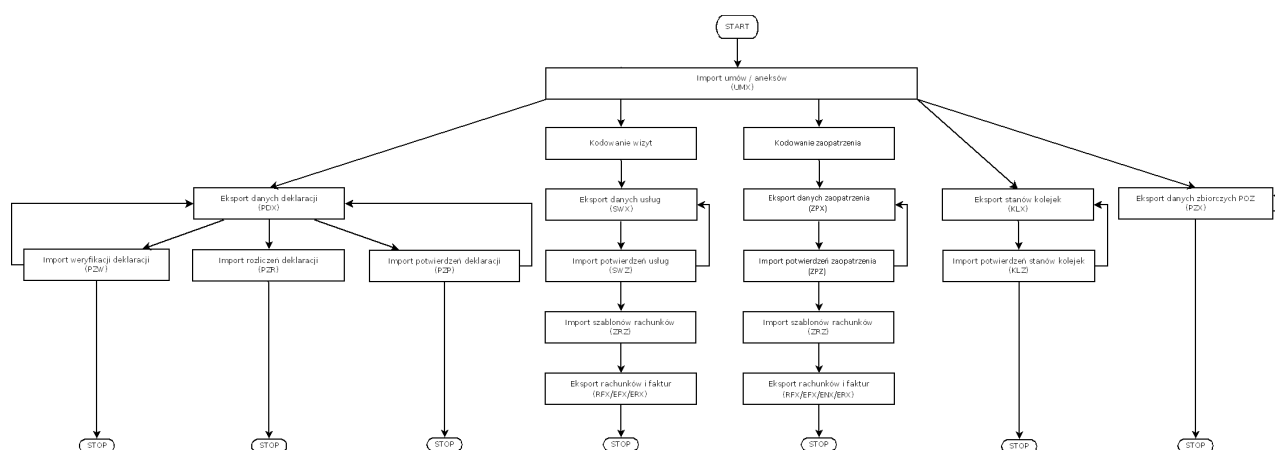 START
Import umów / aneksów
(UMX)
Kodowanie wizyt
Kodowanie zaopatrzenia
Eksport danych deklaracji
(PDX)
Eksport danych usług
(SWX)
Eksport danych zaopatrzenia
(ZPX)
Eksport stanów kolejek
(KLX)
Eksport danych zbiorczych POZ
(PZX)
Import weryfikacji deklaracji
(PZW)
Import rozliczeń deklaracji
(PZR)
Import potwierdzeń deklaracji
(PZP)
Import potwierdzeń usług
(SWZ)
Import potwierdzeń zaopatrzenia
(ZPZ)
Import potwierdzeń stanów kolejek
(KLZ)
Import szablonów rachunków
(ZRZ)
Import szablonów rachunków
(ZRZ)
Eksport rachunków i faktur
(RFX/EFX/ERX)
Eksport rachunków i faktur
(RFX/EFX/ENX/ERX)
STOP
STOP
STOP
STOP
STOP
STOP
STOP